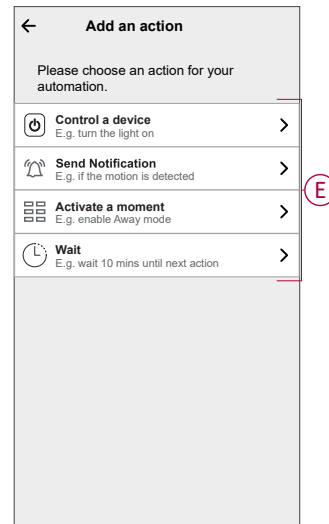 Add an action
Please choose an action for your
automation.
Control a device
E.g. turn the light on
Send Notification
E.g. if the motion is detected
Activate a moment
E.g. enable Away mode
Wait
E.g. wait 10 mins until next action
E